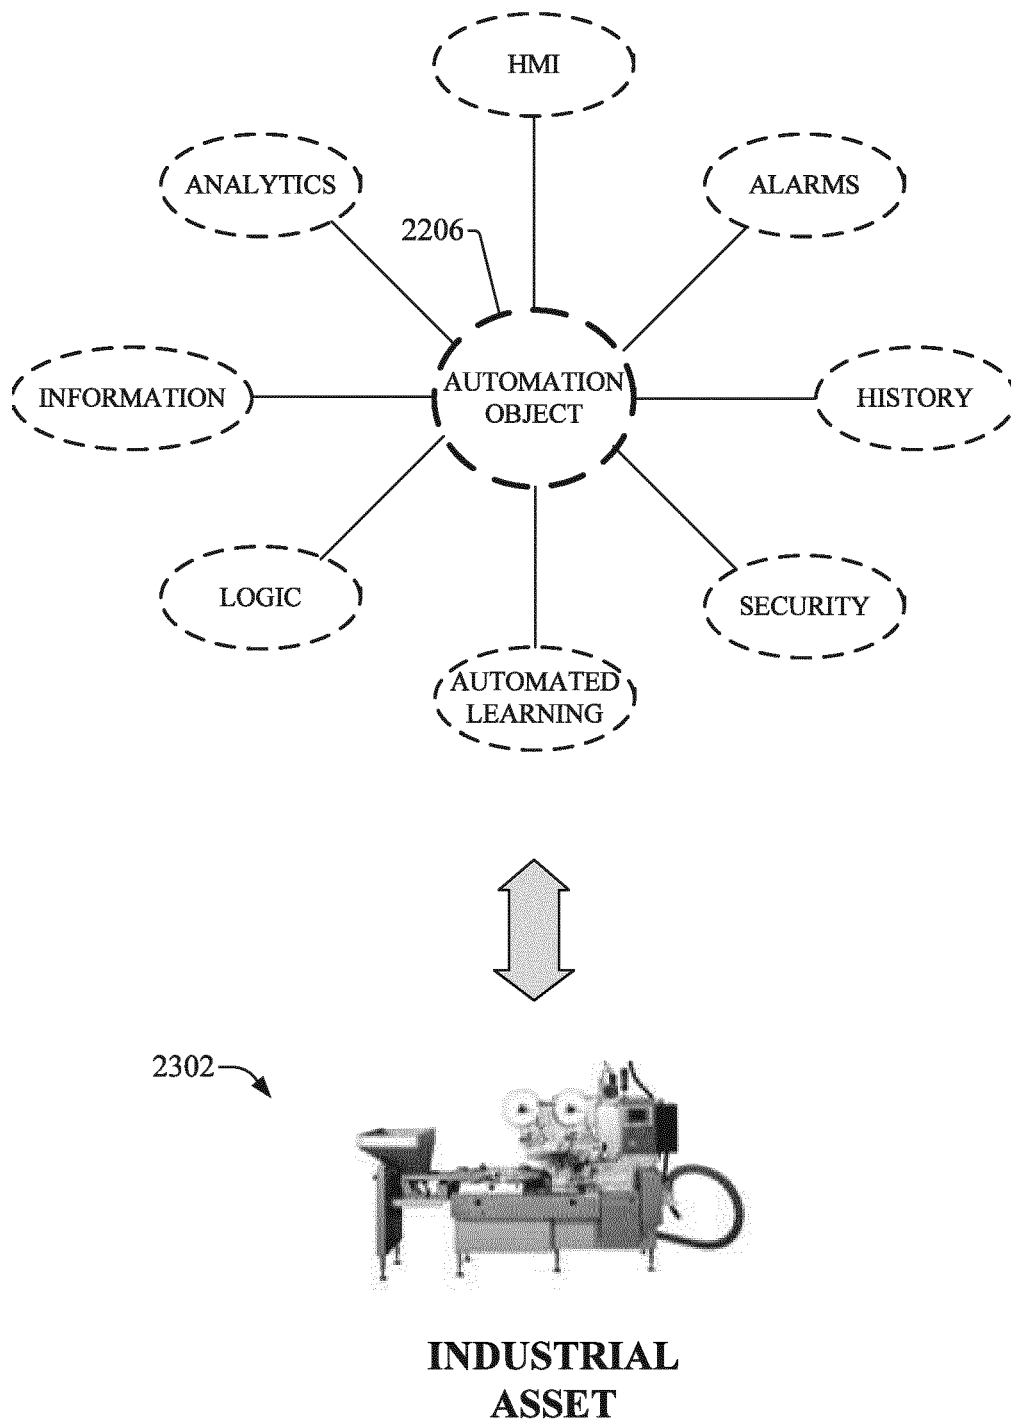 HMI
ANALYTICS
ALARMS
2206
INFORMATION
AUTOMATION
OBJECT
HISTORY
LOGIC
SECURITY
AUTOMATED
LEARNING
2302
INDUSTRIAL
ASSET